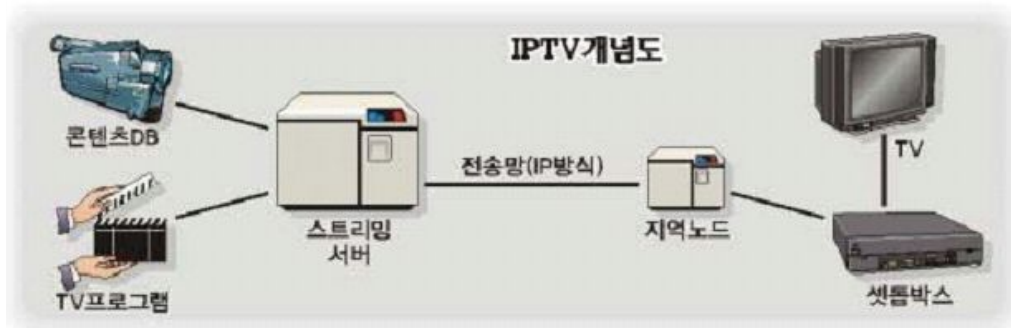 IPTV개념도
콘텐츠DB
TV프로그램
스트리밍
서버
전송망(IP방식)
지역노드
TV
셋톱박스